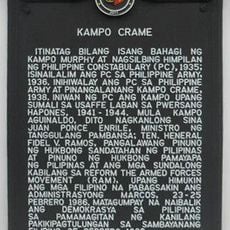 KAMPO CRAME
ITINATAG BILANG ISANG BAHAGI NG
KAMPO MURPHY AT NAGSILBING HIMPILAN
NG PHILIPPINE CONSTABULARY (PC), 1935;
ISINAILALIM ANG PC SA PHILIPPINE ARMY,
1936. INIHIWALAY ANG PC SA PHILIPPINE
ARMY AT PINANGALANANG KAMPO CRAME,
1938. INIWAN NG PC ANG KAMPO UPANG
SUMALI SA USAFFE LABAN SA PWERSANG
HAPONES, 1941-1944. MULA KAMPO
AGUINALDO, DITO NAGKANLONG SINA
JUAN PONCE ENRILE, MINISTRO NG
TANGGULANG PAMBANSA; TEN. HENERAL
FIDEL V. RAMOS, PANGALAWANG PINUNO
NG HUKBONG SANDATAHAN NG PILIPINAS
AT PINUNO NG HUKBONG PAMAYAPA
NG PILIPINAS AT ANG MGA SUNDALONG
KABILANG SA REFORM THE ARMED FORCES
MOVEMENT (RAM), UPANG HIMUKIN
ANG MGA FILIPINO NA PABAGSAKIN ANG
ADMINISTRASYONG MARCOS, 23-25
PEBRERO 1986. MATAGUMPAY NA NAIBALIK
ANG DEMOKRASYA SA PILIPINAS
SA PAMAMAGITAN NG KANILANG
PAKIKIPAGTULUNGAN SA SAMBAYANANG